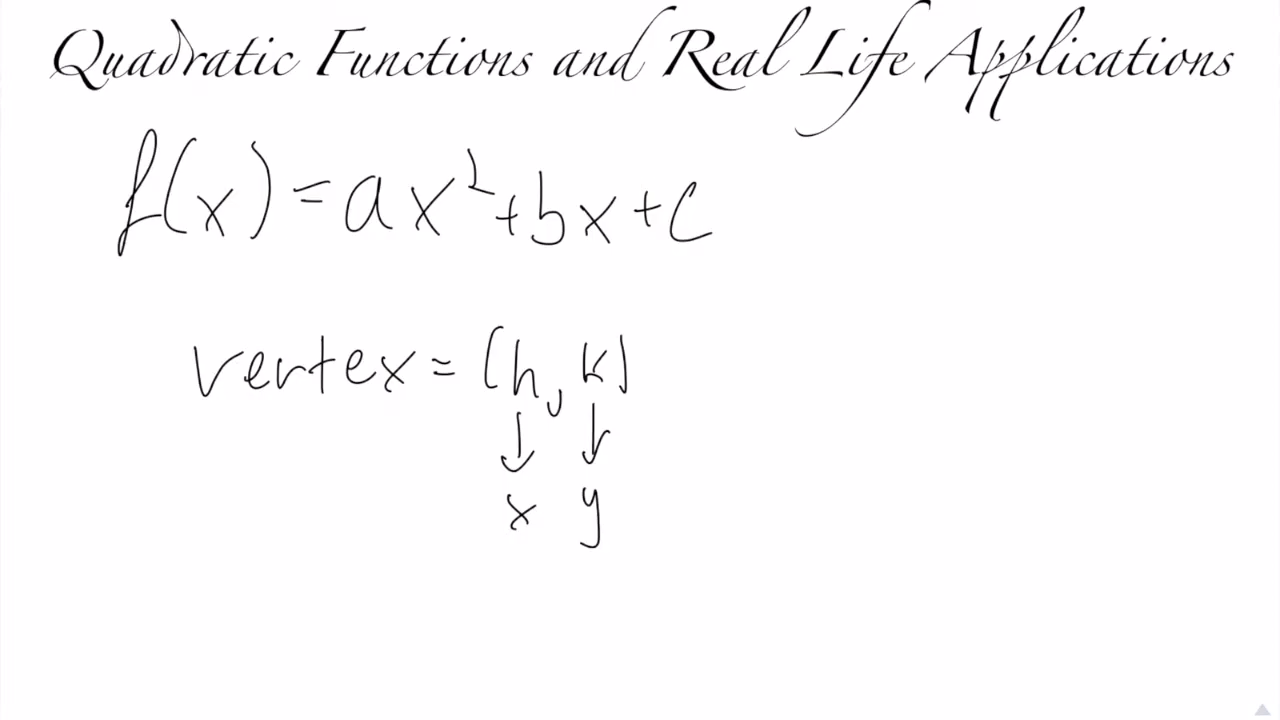 Quadratic Functions and Real Life Applications
f(x) = ax²+bx+c
vertex = (h, k)
↓ ↓
x y